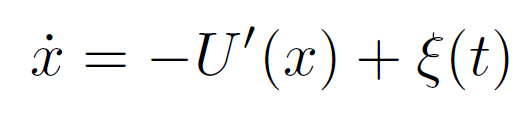 ẋ = −U′(x) + ξ(t)